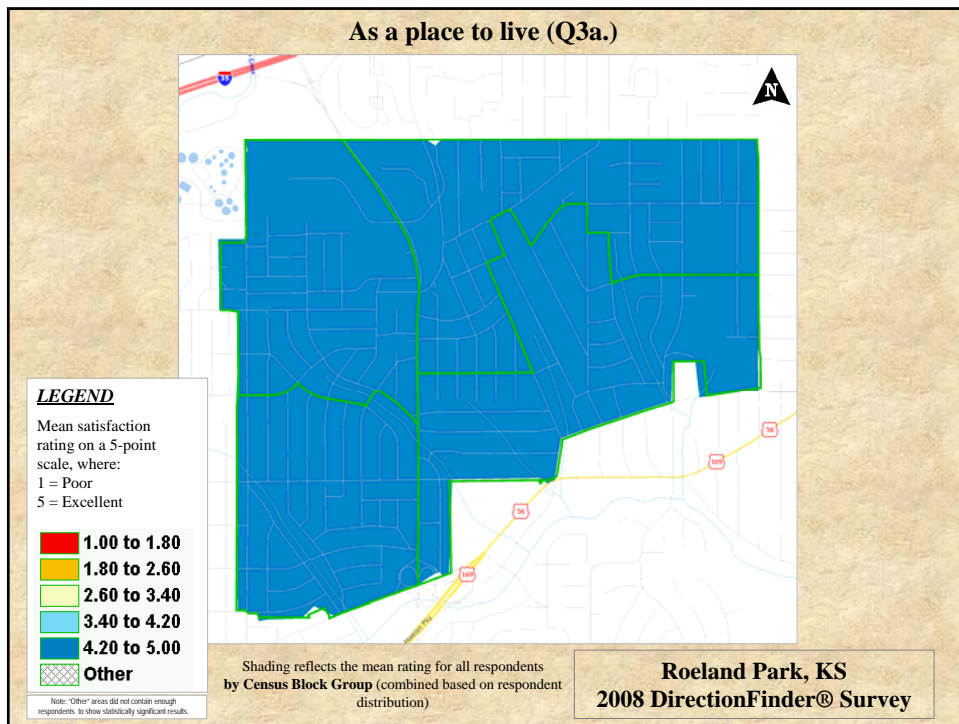 As a place to live (Q3a.)
35
Creek
N
LEGEND
Mean satisfaction
rating on a 5-point
scale, where:
1 = Poor
5 = Excellent
1.00 to 1.80
1.80 to 2.60
2.60 to 3.40
3.40 to 4.20
4.20 to 5.00
Other
Note: "Other" areas did not contain enough
respondents to show statistically significant results.
56
169
56
169
Shading reflects the mean rating for all respondents
by Census Block Group (combined based on respondent
distribution)
Roeland Park, KS
2008 DirectionFinder® Survey